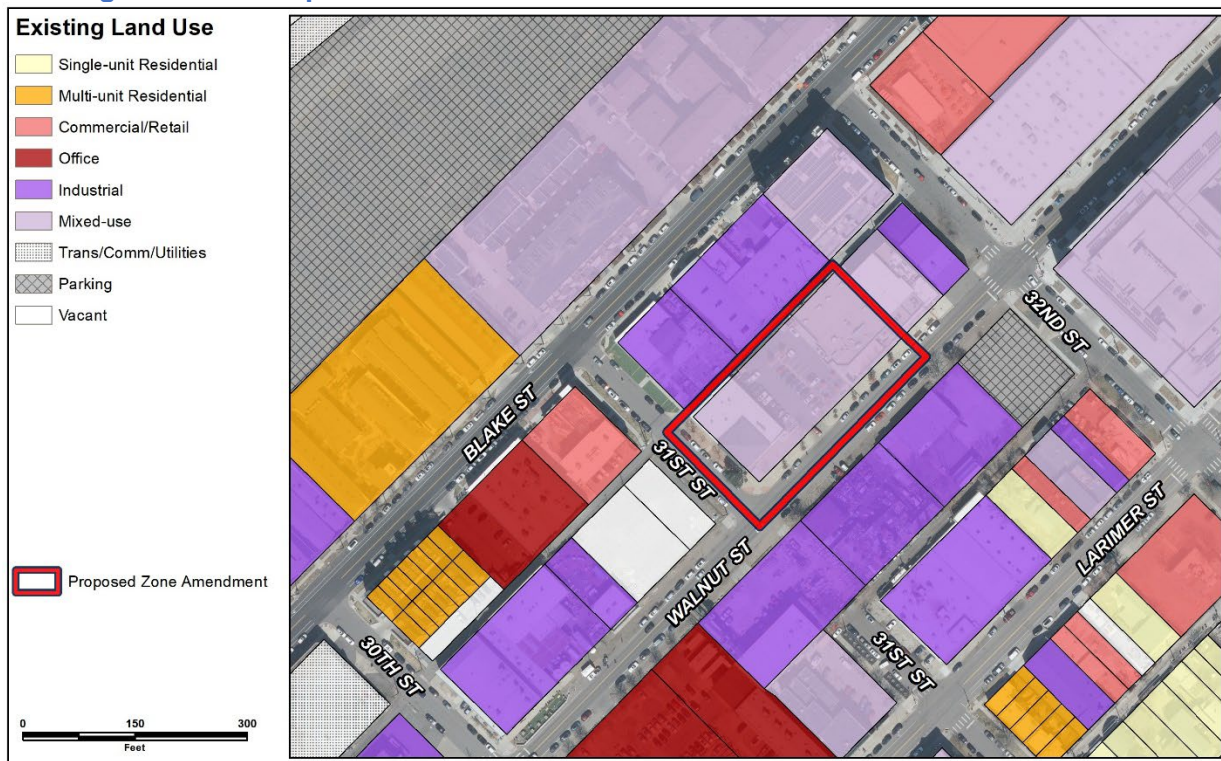 Existing Land Use
Single-unit Residential
Multi-unit Residential
Commercial/Retail
Office
Industrial
Mixed-use
Trans/Comm/Utilities
Parking
Vacant
Proposed Zone Amendment
0 150 300
Feet
BLAKE ST
31ST ST
32ND ST
WALNUT ST
LARIMER ST
30TH ST
31ST ST